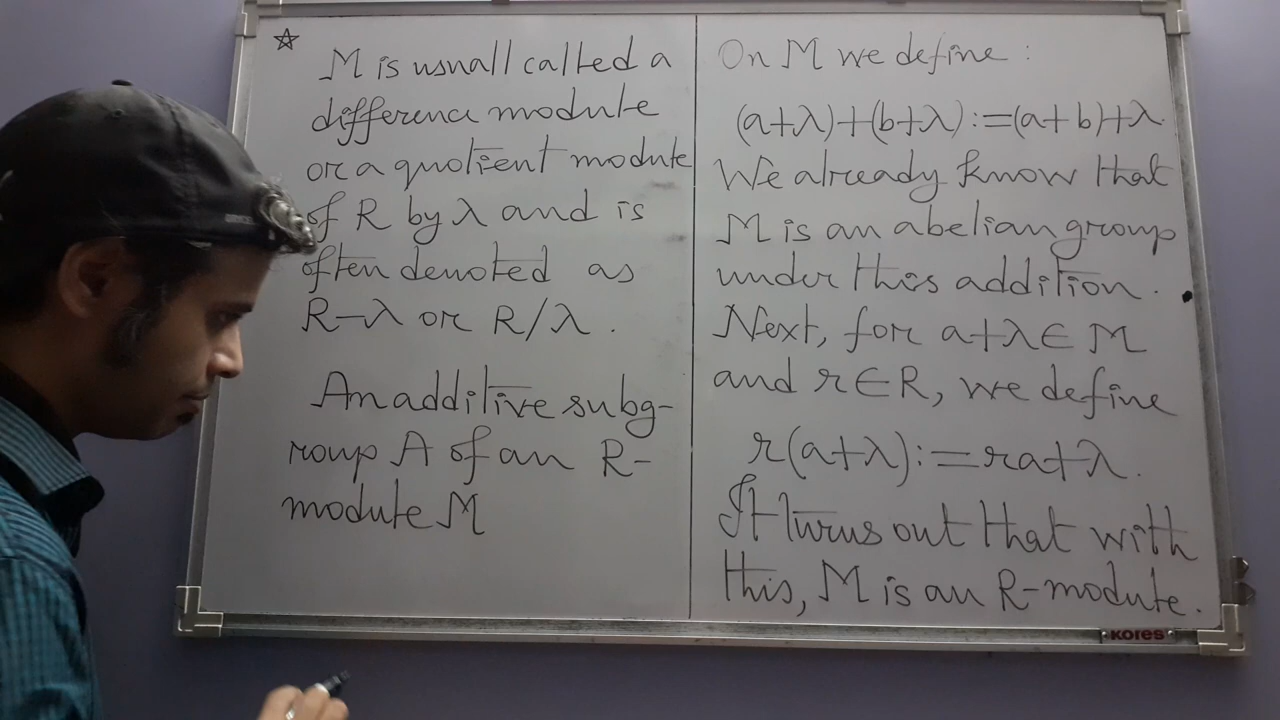 ☆ M is usuall called a
difference module
or a quotient module
of R by λ and is
often denoted as
R-λ or R/λ.
An additive subg-
roup A of an R-
module M
On M we define:
(a+λ)+(b+λ):=(a+b)+λ
We already know that
M is an abelian group
under this addition.
Next, for a+λ∈M
and r∈R, we define
r(a+λ):=ra+λ.
It turns out that with
this, M is an R-module.
KORES